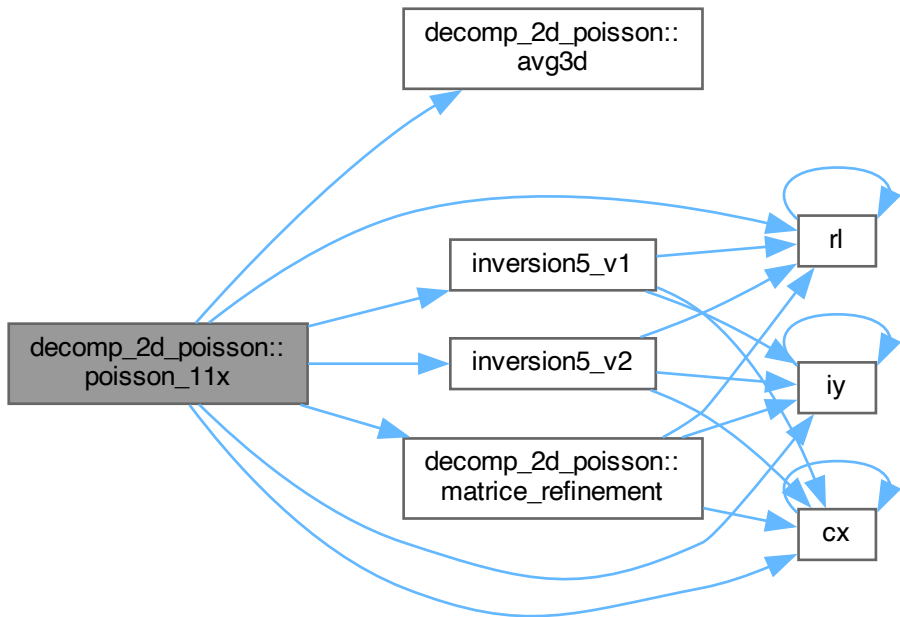 decomp_2d_poisson::
avg3d
rl
inversion5_v1
decomp_2d_poisson::
poisson_11x
inversion5_v2
iy
decomp_2d_poisson::
matrice_refinement
cx